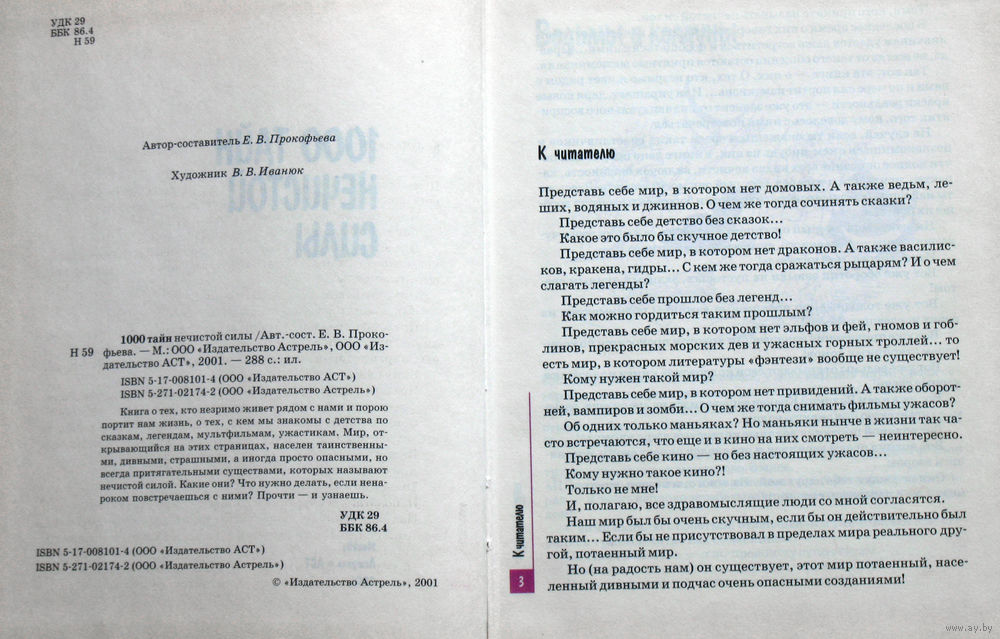 УДК 29
ББК 86.4
Н 59
Автор-составитель Е. В. Прокофьева
Художник В. В. Иванюк
1000 ТАЙН
НЕЧИСТОЙ
СИЛЫ
1000 тайн нечистой силы /Авт.-сост. Е. В. Проко-
Н 59 фьева. — М.: ООО «Издательство Астрель», ООО «Из-
дательство АСТ», 2001. — 288 с.: ил.
ISBN 5-17-008101-4 (ООО «Издательство АСТ»)
ISBN 5-271-02174-2 (ООО «Издательство Астрель»)
Книга о тех, кто незримо живет рядом с нами и порою
портит нам жизнь, о тех, с кем мы знакомы с детства по
сказкам, легендам, мультфильмам, ужастикам. Мир, от-
крывающийся на этих страницах, населен таинственны-
ми, дивными, страшными, а иногда просто опасными, но
всегда притягательными существами, которых называют
нечистой силой. Какие они? Что нужно делать, если нена-
роком повстречаешься с ними? Прочти — и узнаешь.
УДК 29
ББК 86.4
ISBN 5-17-008101-4 (ООО «Издательство АСТ»)
ISBN 5-271-02174-2 (ООО «Издательство Астрель»)
© «Издательство Астрель», 2001
К читателю
Представь себе мир, в котором нет домовых. А также ведьм, ле-
ших, водяных и джиннов. О чем же тогда сочинять сказки?
Представь себе детство без сказок...
Какое это было бы скучное детство!
Представь себе мир, в котором нет драконов. А также василис-
ков, кракена, гидры... С кем же тогда сражаться рыцарям? И о чем
слагать легенды?
Представь себе прошлое без легенд...
Как можно гордиться таким прошлым?
Представь себе мир, в котором нет эльфов и фей, гномов и гоб-
линов, прекрасных морских дев и ужасных горных троллей... то
есть мир, в котором литературы «фэнтези» вообще не существует!
Кому нужен такой мир?
Представь себе мир, в котором нет привидений. А также оборот-
ней, вампиров и зомби... О чем же тогда снимать фильмы ужасов?
Об одних только маньяках? Но маньяки нынче в жизни так ча-
сто встречаются, что еще и в кино на них смотреть — неинтересно.
Представь себе кино — но без настоящих ужасов...
Кому нужно такое кино?!
Только не мне!
И, полагаю, все здравомыслящие люди со мной согласятся.
Наш мир был бы очень скучным, если бы он действительно был
таким... Если бы не присутствовал в пределах мира реального дру-
гой, потаенный мир.
Но (на радость нам) он существует, этот мир потаенный, насе-
ленный дивными и подчас очень опасными созданиями!
К читателю
3
www.ay.by